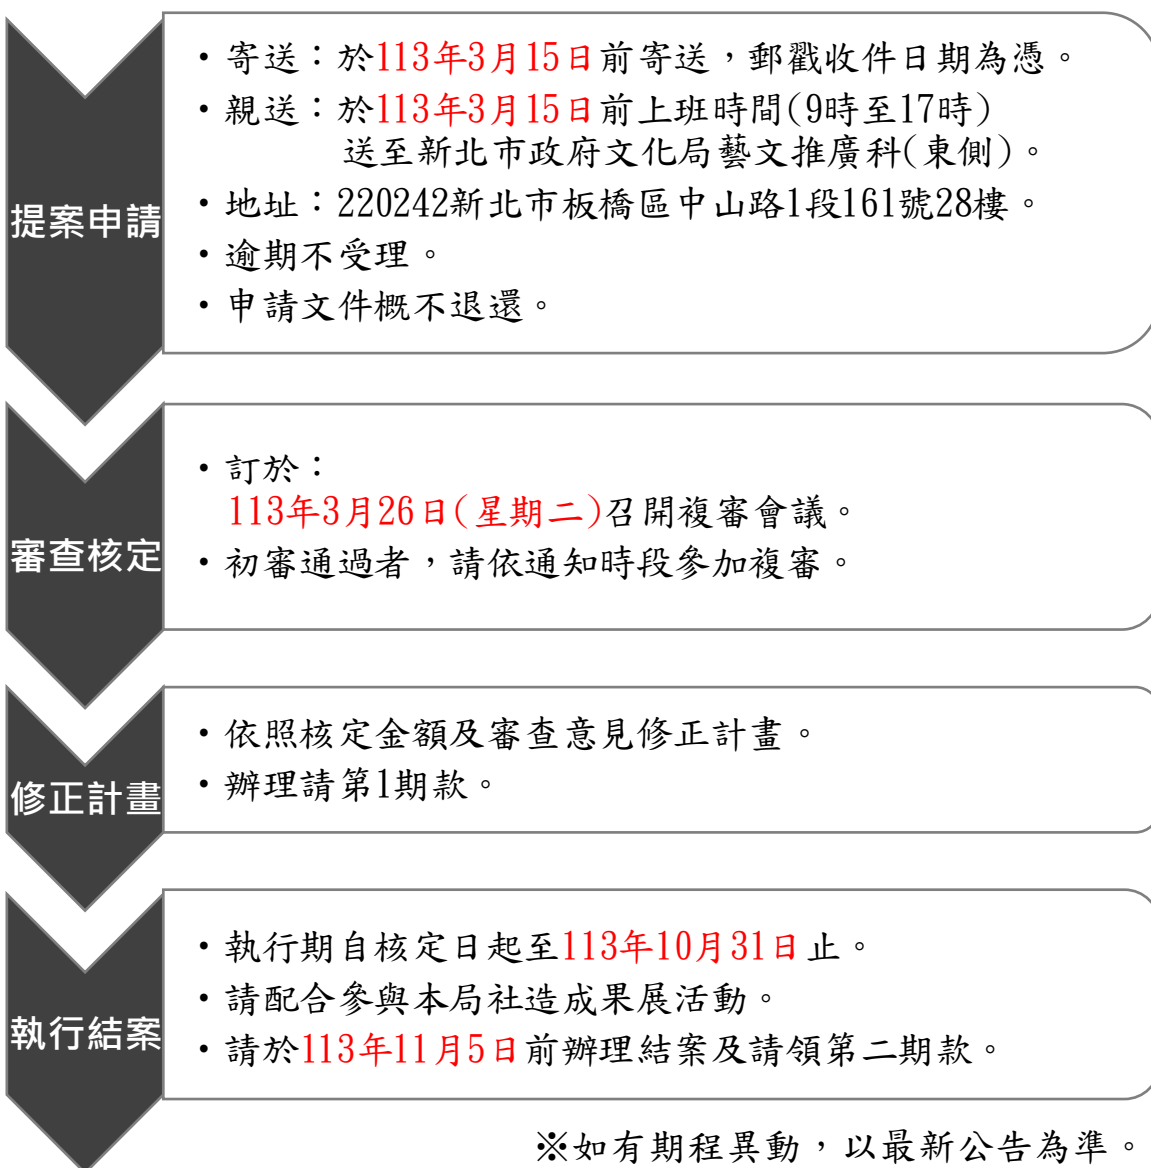 提案申請
・寄送：於113年3月15日前寄送，郵戳收件日期為憑。
・親送：於113年3月15日前上班時間(9時至17時)
送至新北市政府文化局藝文推廣科(東側)。
・地址：220242新北市板橋區中山路1段161號28樓。
・逾期不受理。
・申請文件概不退還。
審查核定
・訂於：
113年3月26日(星期二)召開複審會議。
・初審通過者，請依通知時段參加複審。
修正計畫
・依照核定金額及審查意見修正計畫。
・辦理請第1期款。
執行結案
・執行期自核定日起至113年10月31日止。
・請配合參與本局社造成果展活動。
・請於113年11月5日前辦理結案及請領第二期款。
※如有期程異動，以最新公告為準。